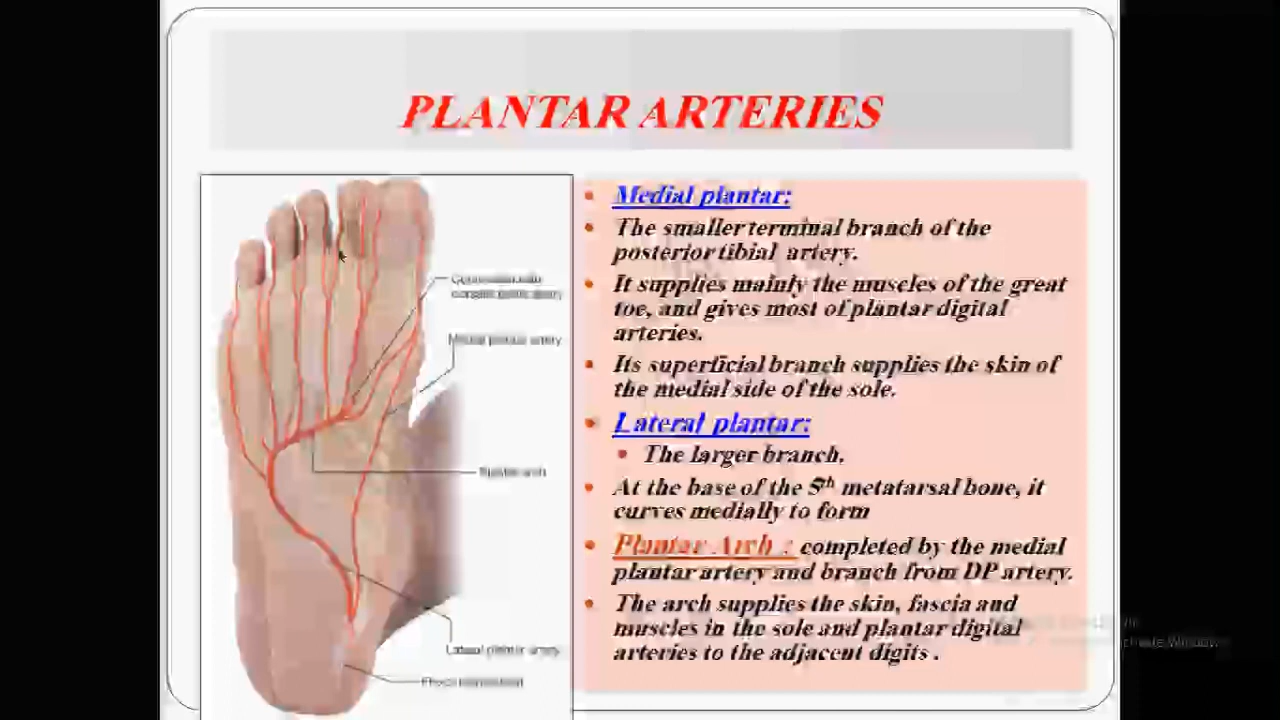 PLANTAR ARTERIES
Medial plantar:
The smaller terminal branch of the
posterior tibial artery.
It supplies mainly the muscles of the great
toe, and gives most of plantar digital
arteries.
Its superficial branch supplies the skin of
the medial side of the sole.
Lateral plantar:
The larger branch.
At the base of the 5th metatarsal bone, it
curves medially to form
Plantar Arch : completed by the medial
plantar artery and branch from DP artery.
The arch supplies the skin, fascia and
muscles in the sole and plantar digital
arteries to the adjacent digits .
Medial plantar artery
Plantar arch
Lateral plantar artery